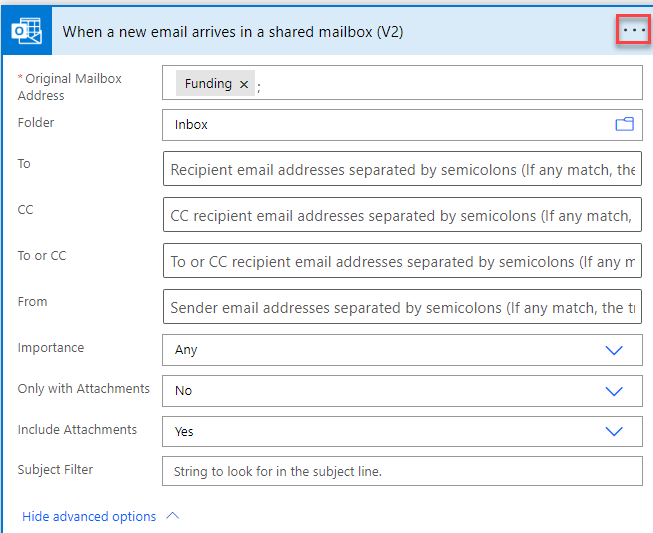 When a new email arrives in a shared mailbox (V2)
* Original Mailbox
Address
Funding × ;
Folder
Inbox
To
Recipient email addresses separated by semicolons (If any match, the
CC
CC recipient email addresses separated by semicolons (If any match,
To or CC
To or CC recipient email addresses separated by semicolons (If any m
From
Sender email addresses separated by semicolons (If any match, the tr
Importance
Any
Only with Attachments
No
Include Attachments
Yes
Subject Filter
String to look for in the subject line.
Hide advanced options